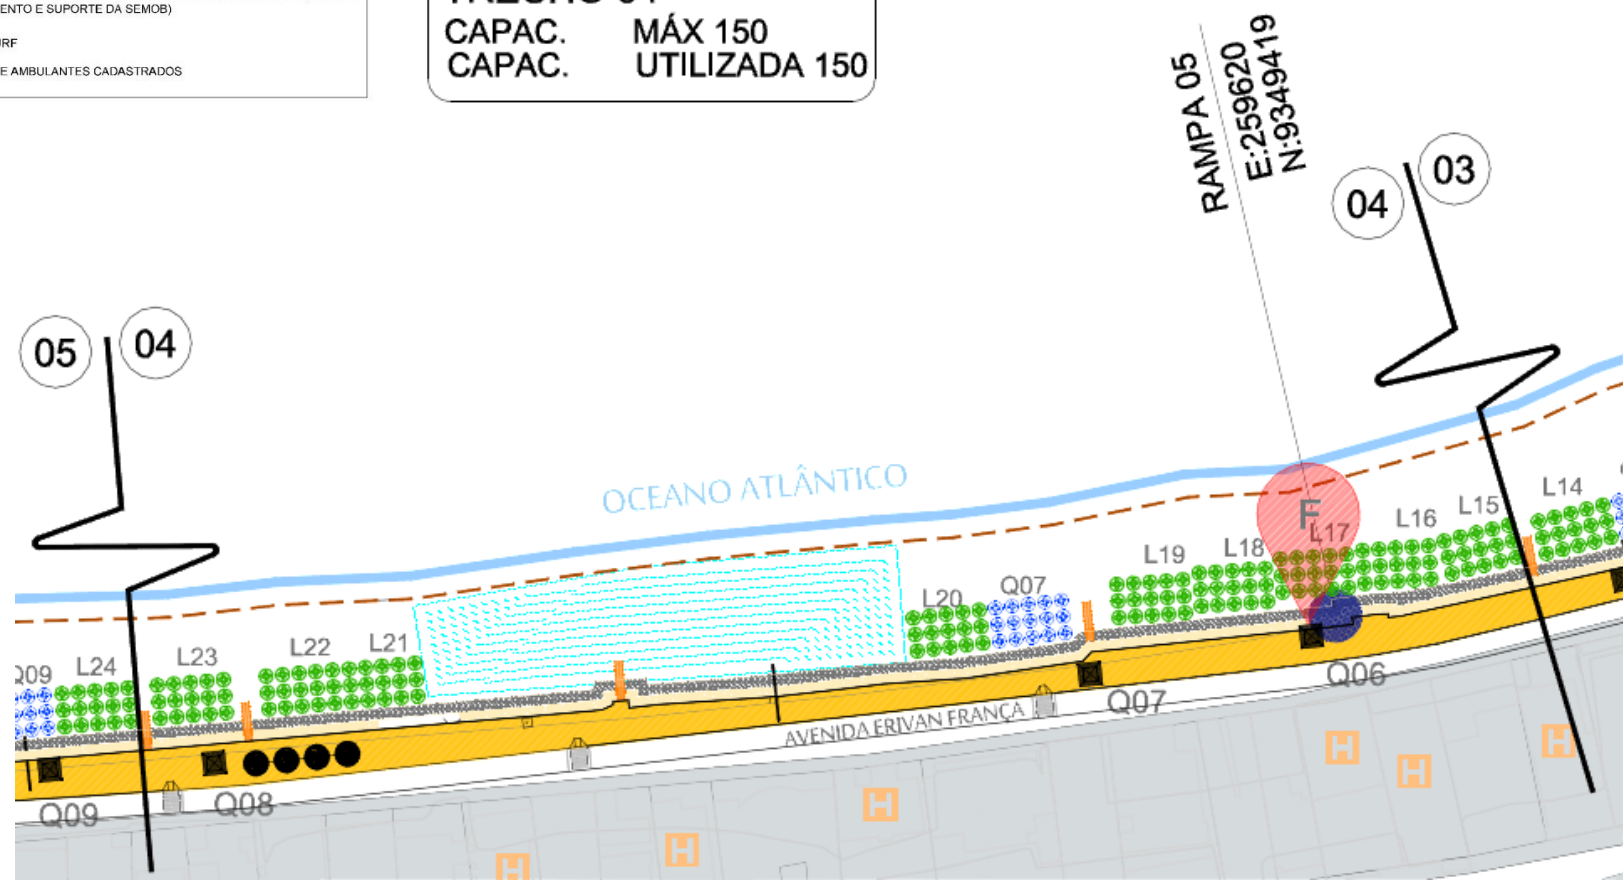 ENTO E SUPORTE DA SEMOB)
E AMBULANTES CADASTRADOS
CAPAC. MÁX 150
CAPAC. UTILIZADA 150
RAMPA 05
E:259620
N:9349419
04
03
05
04
OCEANO ATLÂNTICO
F
L14
L15
L16
L17
L18
L19
Q07
L20
L21
L22
L23
L24
Q09
Q06
Q07
AVENIDA ERIVAN FRANÇA
Q08
Q09
H
H
H
H
H
H